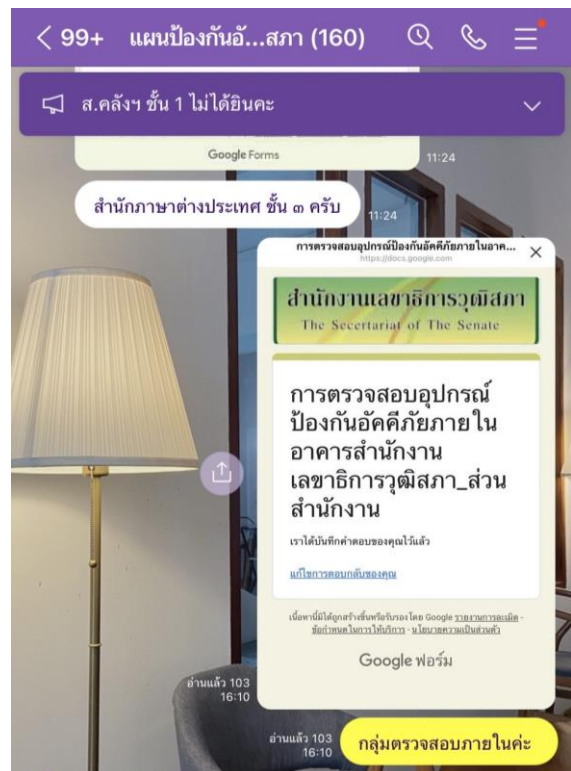 99+ แผนป้องกันอั...สภา (160)
ส.คลังฯ ชั้น 1 ไม่ได้ยินคะ
Google Forms
11:24
สำนักภาษาต่างประเทศ ชั้น ๓ ครับ
11:24
การตรวจสอบอุปกรณ์ป้องกันอัคคีภัยภายในอาค...
https://docs.google.com
สำนักงานเลขาธิการวุฒิสภา
The Secertariat of The Senate
การตรวจสอบอุปกรณ์
ป้องกันอัคคีภัยภายใน
อาคารสำนักงาน
เลขาธิการวุฒิสภา_ส่วน
สำนักงาน
เราได้บันทึกคำตอบของคุณไว้แล้ว
แก้ไขการตอบกลับของคุณ
เนื้อหานี้มิได้ถูกสร้างขึ้นหรือรับรองโดย Google รายงานการละเมิด -
ข้อกำหนดในการให้บริการ - นโยบายความเป็นส่วนตัว
Google ฟอร์ม
อ่านแล้ว 103
16:10
กลุ่มตรวจสอบภายในค่ะ
อ่านแล้ว 103
16:10